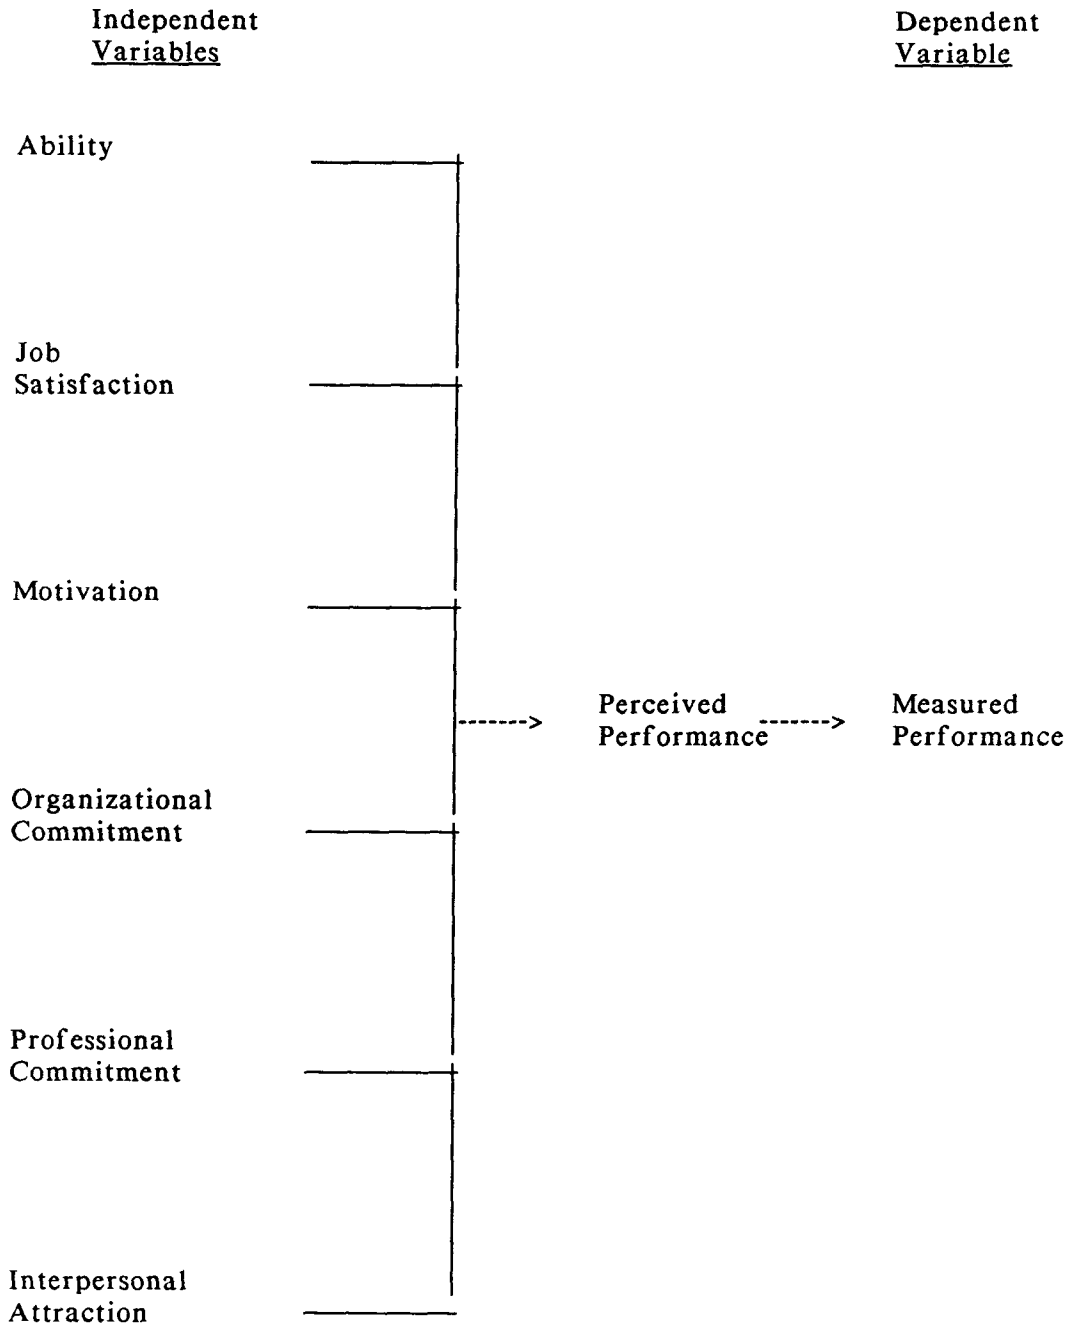 Independent
Variables
Dependent
Variable
Ability
Job
Satisfaction
Motivation
Perceived
Performance
Measured
Performance
Organizational
Commitment
Professional
Commitment
Interpersonal
Attraction